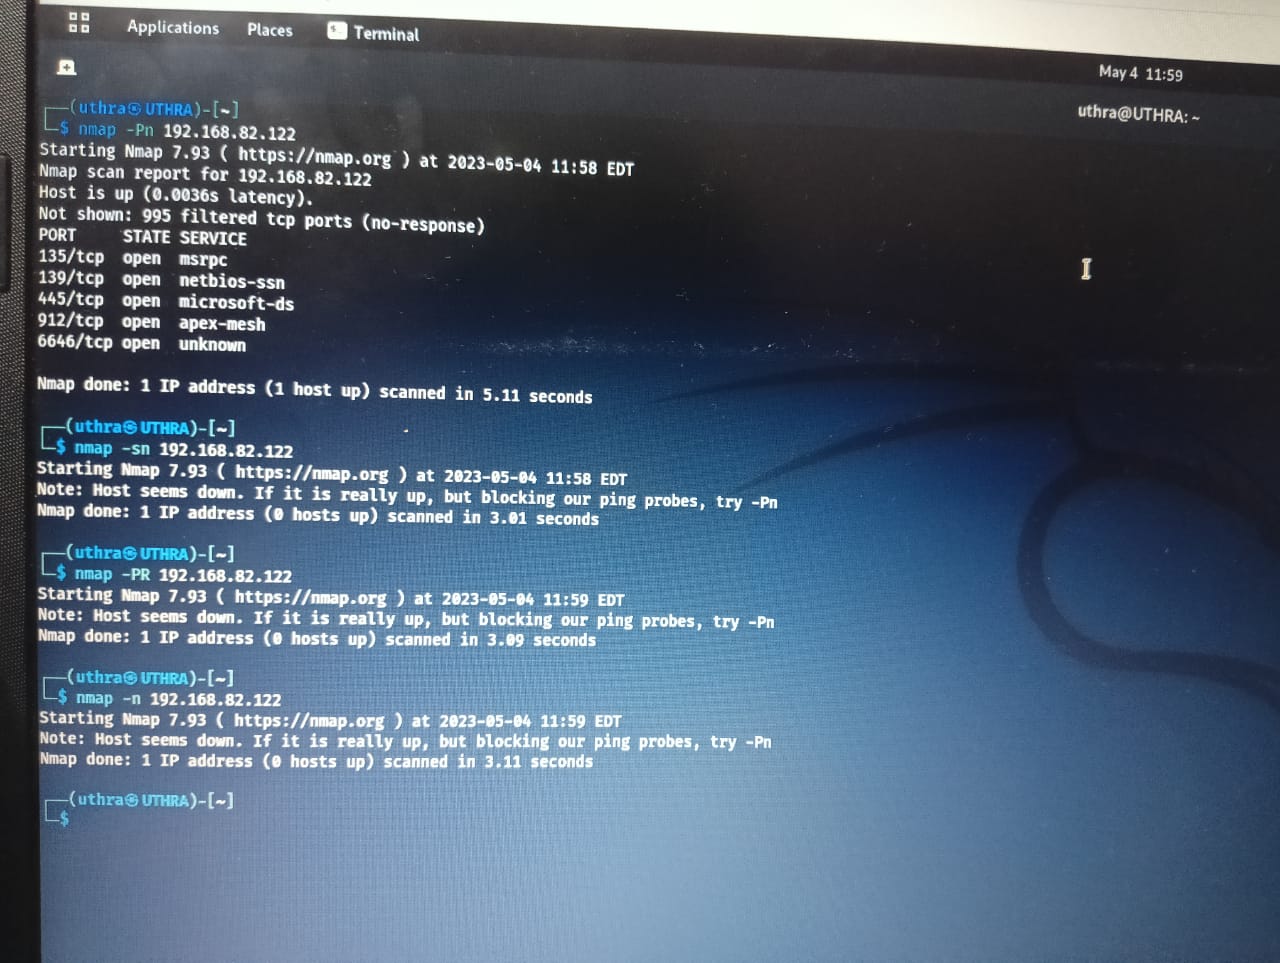 Applications Places Terminal
May 4 11:59
uthra@UTHRA: ~
┌──(uthra㉿UTHRA)-[~]
└─$ nmap -Pn 192.168.82.122
Starting Nmap 7.93 ( https://nmap.org ) at 2023-05-04 11:58 EDT
Nmap scan report for 192.168.82.122
Host is up (0.0036s latency).
Not shown: 995 filtered tcp ports (no-response)
PORT     STATE SERVICE
135/tcp  open  msrpc
139/tcp  open  netbios-ssn
445/tcp  open  microsoft-ds
912/tcp  open  apex-mesh
6646/tcp open  unknown
Nmap done: 1 IP address (1 host up) scanned in 5.11 seconds
┌──(uthra㉿UTHRA)-[~]
└─$ nmap -sn 192.168.82.122
Starting Nmap 7.93 ( https://nmap.org ) at 2023-05-04 11:58 EDT
Note: Host seems down. If it is really up, but blocking our ping probes, try -Pn
Nmap done: 1 IP address (0 hosts up) scanned in 3.01 seconds
┌──(uthra㉿UTHRA)-[~]
└─$ nmap -PR 192.168.82.122
Starting Nmap 7.93 ( https://nmap.org ) at 2023-05-04 11:59 EDT
Note: Host seems down. If it is really up, but blocking our ping probes, try -Pn
Nmap done: 1 IP address (0 hosts up) scanned in 3.09 seconds
┌──(uthra㉿UTHRA)-[~]
└─$ nmap -n 192.168.82.122
Starting Nmap 7.93 ( https://nmap.org ) at 2023-05-04 11:59 EDT
Note: Host seems down. If it is really up, but blocking our ping probes, try -Pn
Nmap done: 1 IP address (0 hosts up) scanned in 3.11 seconds
┌──(uthra㉿UTHRA)-[~]
└─$